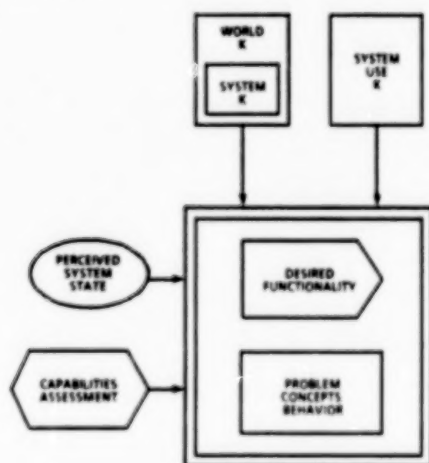 WORLD
K
SYSTEM
K
SYSTEM
USE
K
PERCEIVED
SYSTEM
STATE
DESIRED
FUNCTIONALITY
CAPABILITIES
ASSESSMENT
PROBLEM
CONCEPTS
BEHAVIOR